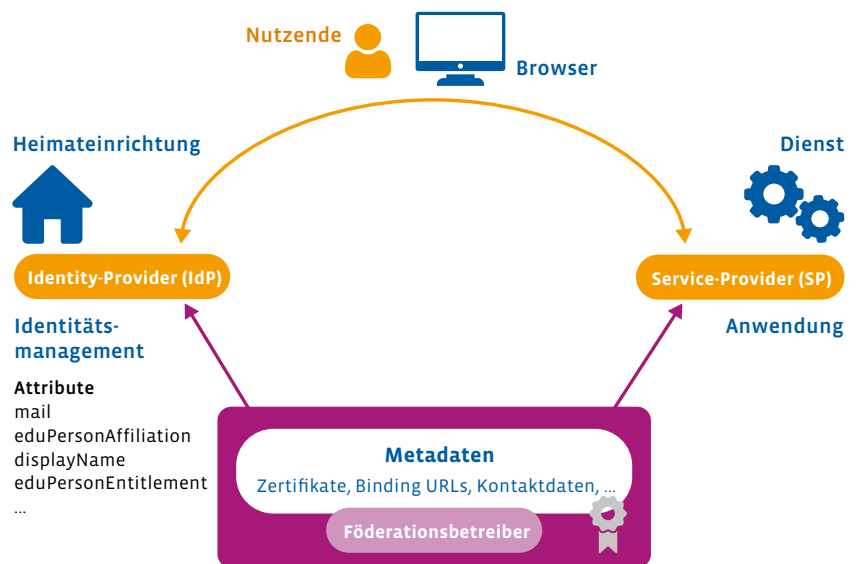 Nutzende
Browser
Heimateinrichtung
Dienst
Identity-Provider (IdP)
Service-Provider (SP)
Identitäts-
management
Anwendung
Attribute
mail
eduPersonAffiliation
displayName
eduPersonEntitlement
...
Metadaten
Zertifikate, Binding URLs, Kontaktdaten, ...
Föderationsbetreiber